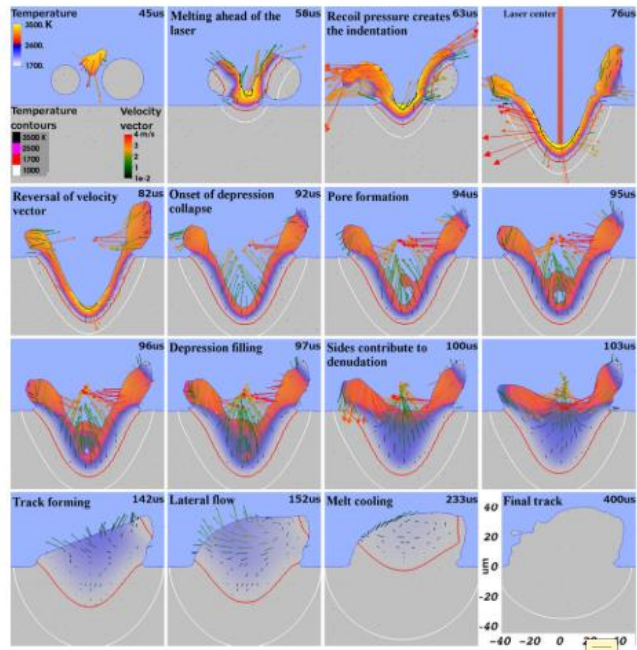 Temperature 45us
3500. K
2600.
1700.
Temperature contours
3500 K
2500
1700
1000
Velocity vector
4 m/s
3
2
1
1e-2
Melting ahead of the laser 58us
Recoil pressure creates the indentation 63us
Laser center 76us
Reversal of velocity vector 82us
Onset of depression collapse 92us
Pore formation 94us
95us
96us
Depression filling 97us
Sides contribute to denudation 100us
103us
Track forming 142us
Lateral flow 152us
Melt cooling 233us
Final track 400us
40
20
0
-20
-40
um
-40 -20 0 20 40